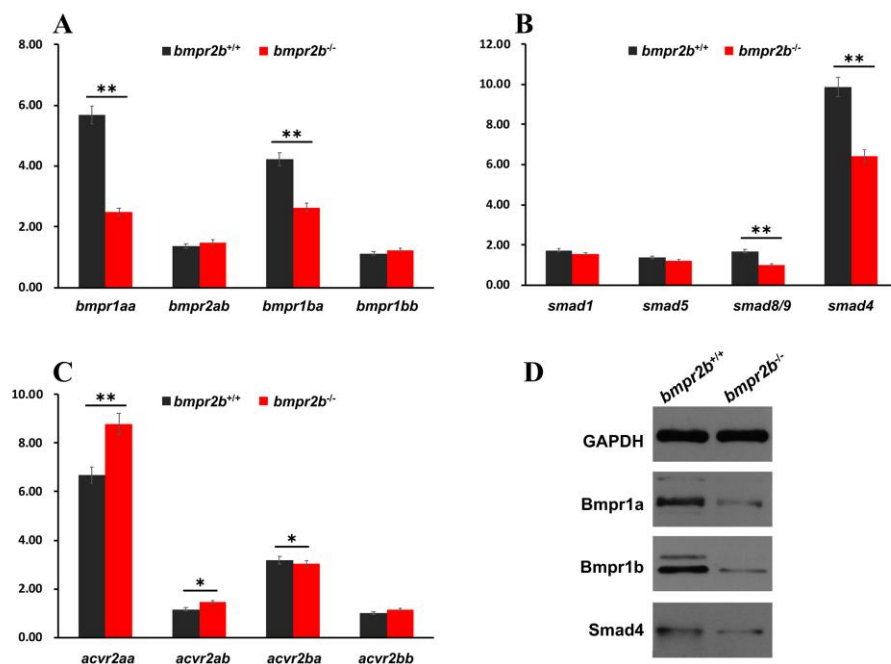 A
8.00
bmpr2b+/+ bmpr2b-/-
6.00
**
**
4.00
2.00
0.00
bmpr1aa bmpr2ab bmpr1ba bmpr1bb
B
12.00
bmpr2b+/+ bmpr2b-/-
10.00
**
8.00
6.00
4.00
**
2.00
0.00
smad1 smad5 smad8/9 smad4
C
10.00
bmpr2b+/+ bmpr2b-/-
**
8.00
6.00
4.00
*
*
2.00
0.00
acvr2aa acvr2ab acvr2ba acvr2bb
D
bmpr2b+/+ bmpr2b-/-
GAPDH
Bmpr1a
Bmpr1b
Smad4